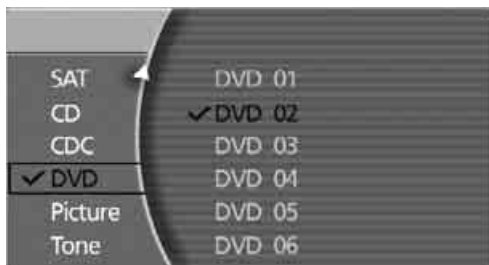 SAT
CD
CDC
DVD
Picture
Tone
DVD 01
DVD 02
DVD 03
DVD 04
DVD 05
DVD 06